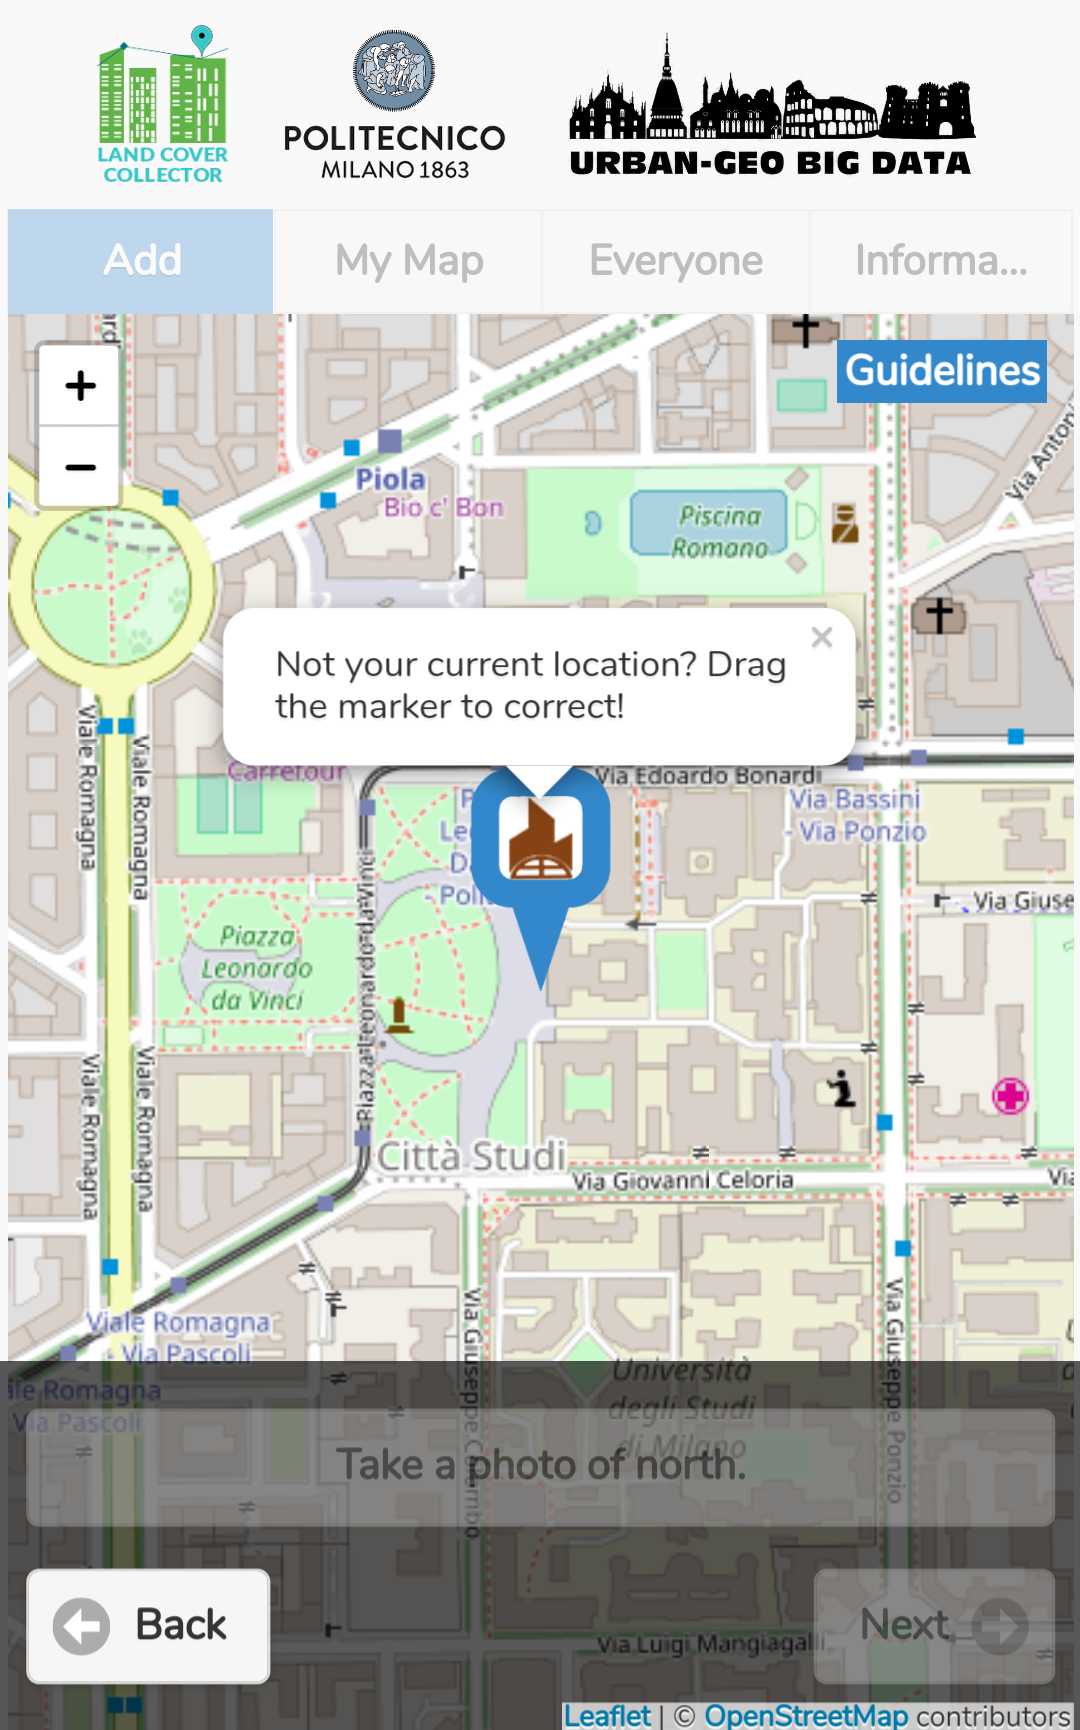 LAND COVER
COLLECTOR
POLITECNICO
MILANO 1863
URBAN-GEO BIG DATA
Add
My Map
Everyone
Informa...
+
−
Guidelines
Piola
Bio c' Bon
Piscina
Romano
Via Antoni
Not your current location? Drag
the marker to correct!
×
Carrefour
Via Edoardo Bonardi
Via Bassini
- Via Ponzio
Viale Romagna
Viale Romagna
Piazza Leonardo da Vinci
Via Giuse
Piazza
Leonardo
da Vinci
Viale Romagna
Viale Romagna
Città Studi
Via Giovanni Celoria
Viale Romagna
- Via Pascoli
Via Giuseppe Colombo
Via Giuseppe Ponzio
Università
degli Studi
di Milano
ale Romagna
Via Pascoli
Take a photo of north.
Back
Next
Via Luigi Mangiagalli
Leaflet | © OpenStreetMap contributors